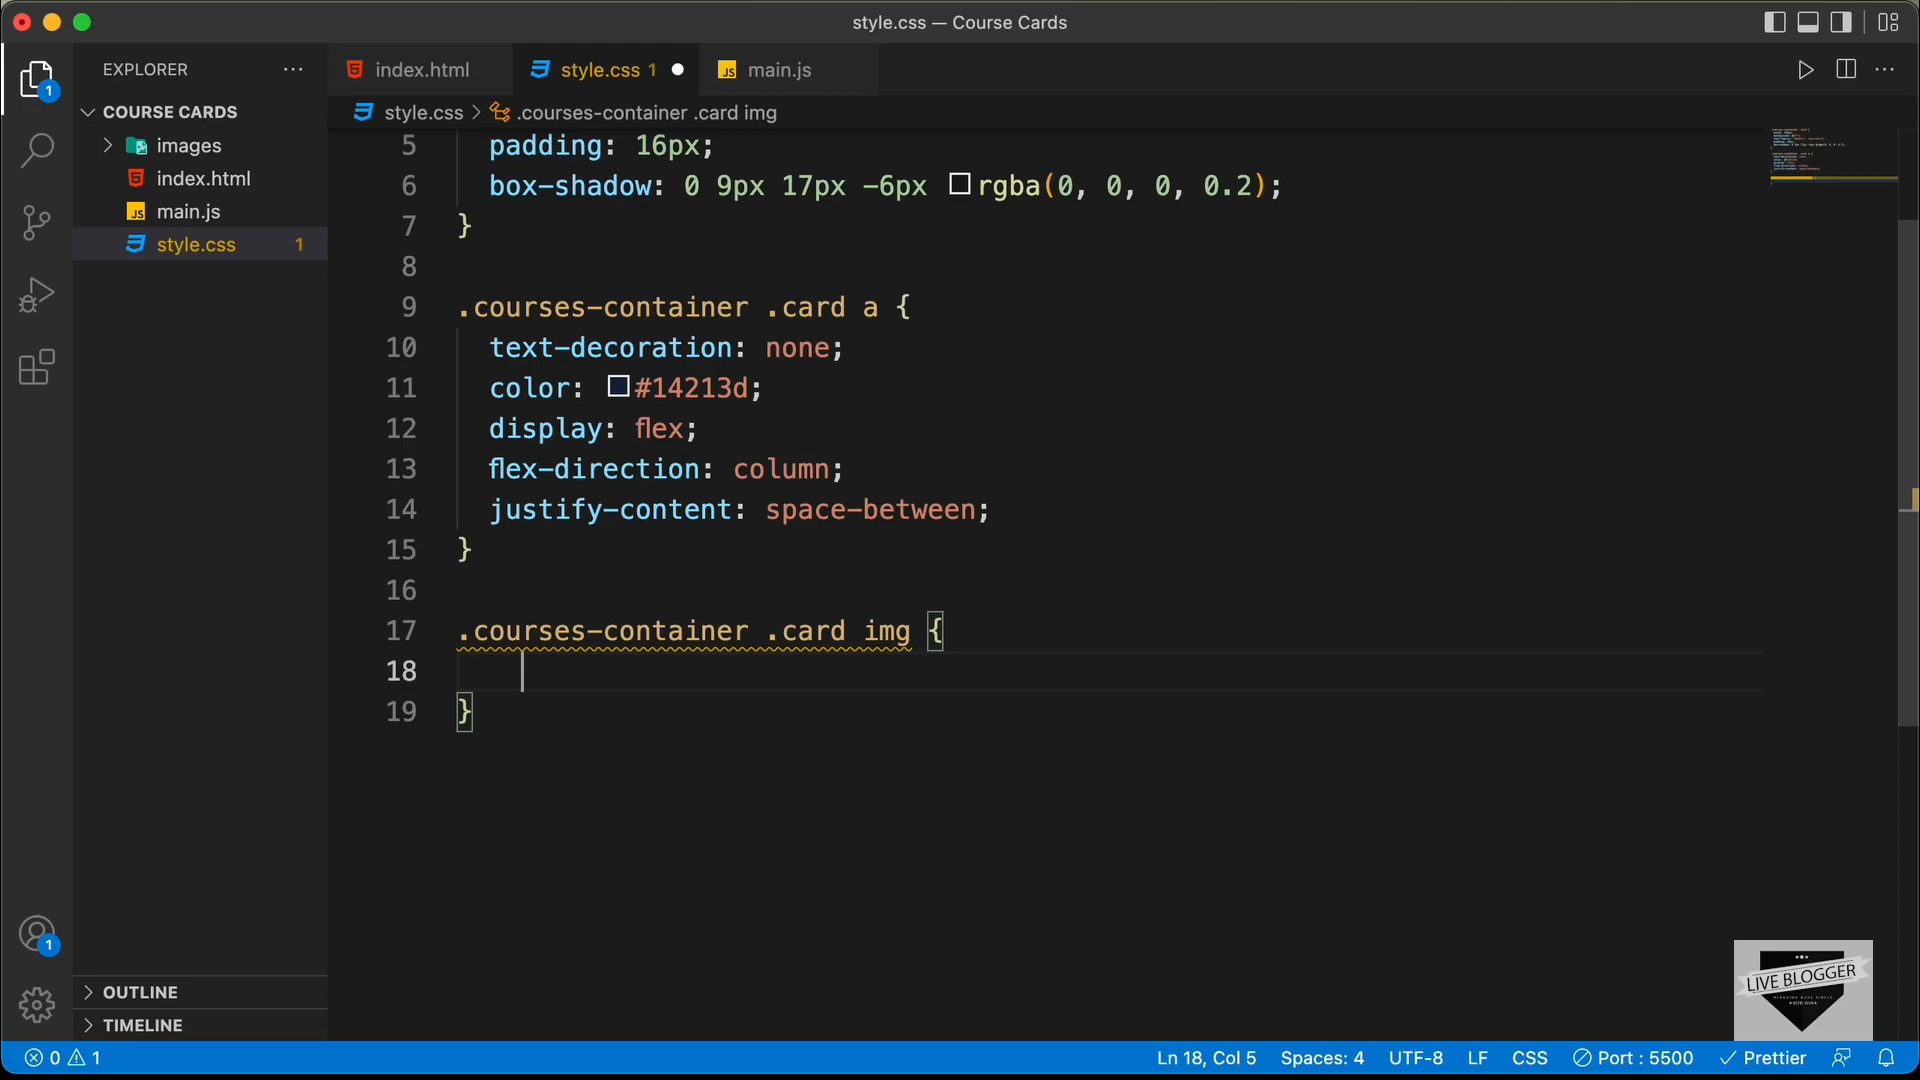 style.css — Course Cards
EXPLORER
index.html
style.css 1
main.js
1
COURSE CARDS
style.css > .courses-container .card img
images
index.html
main.js
style.css 1
5 padding: 16px;
6 box-shadow: 0 9px 17px -6px rgba(0, 0, 0, 0.2);
7 }
8
9 .courses-container .card a {
10 text-decoration: none;
11 color: #14213d;
12 display: flex;
13 flex-direction: column;
14 justify-content: space-between;
15 }
16
17 .courses-container .card img {
18
19 }
1
OUTLINE
TIMELINE
LIVE BLOGGER
0 1
Ln 18, Col 5 Spaces: 4 UTF-8 LF CSS Port : 5500 Prettier